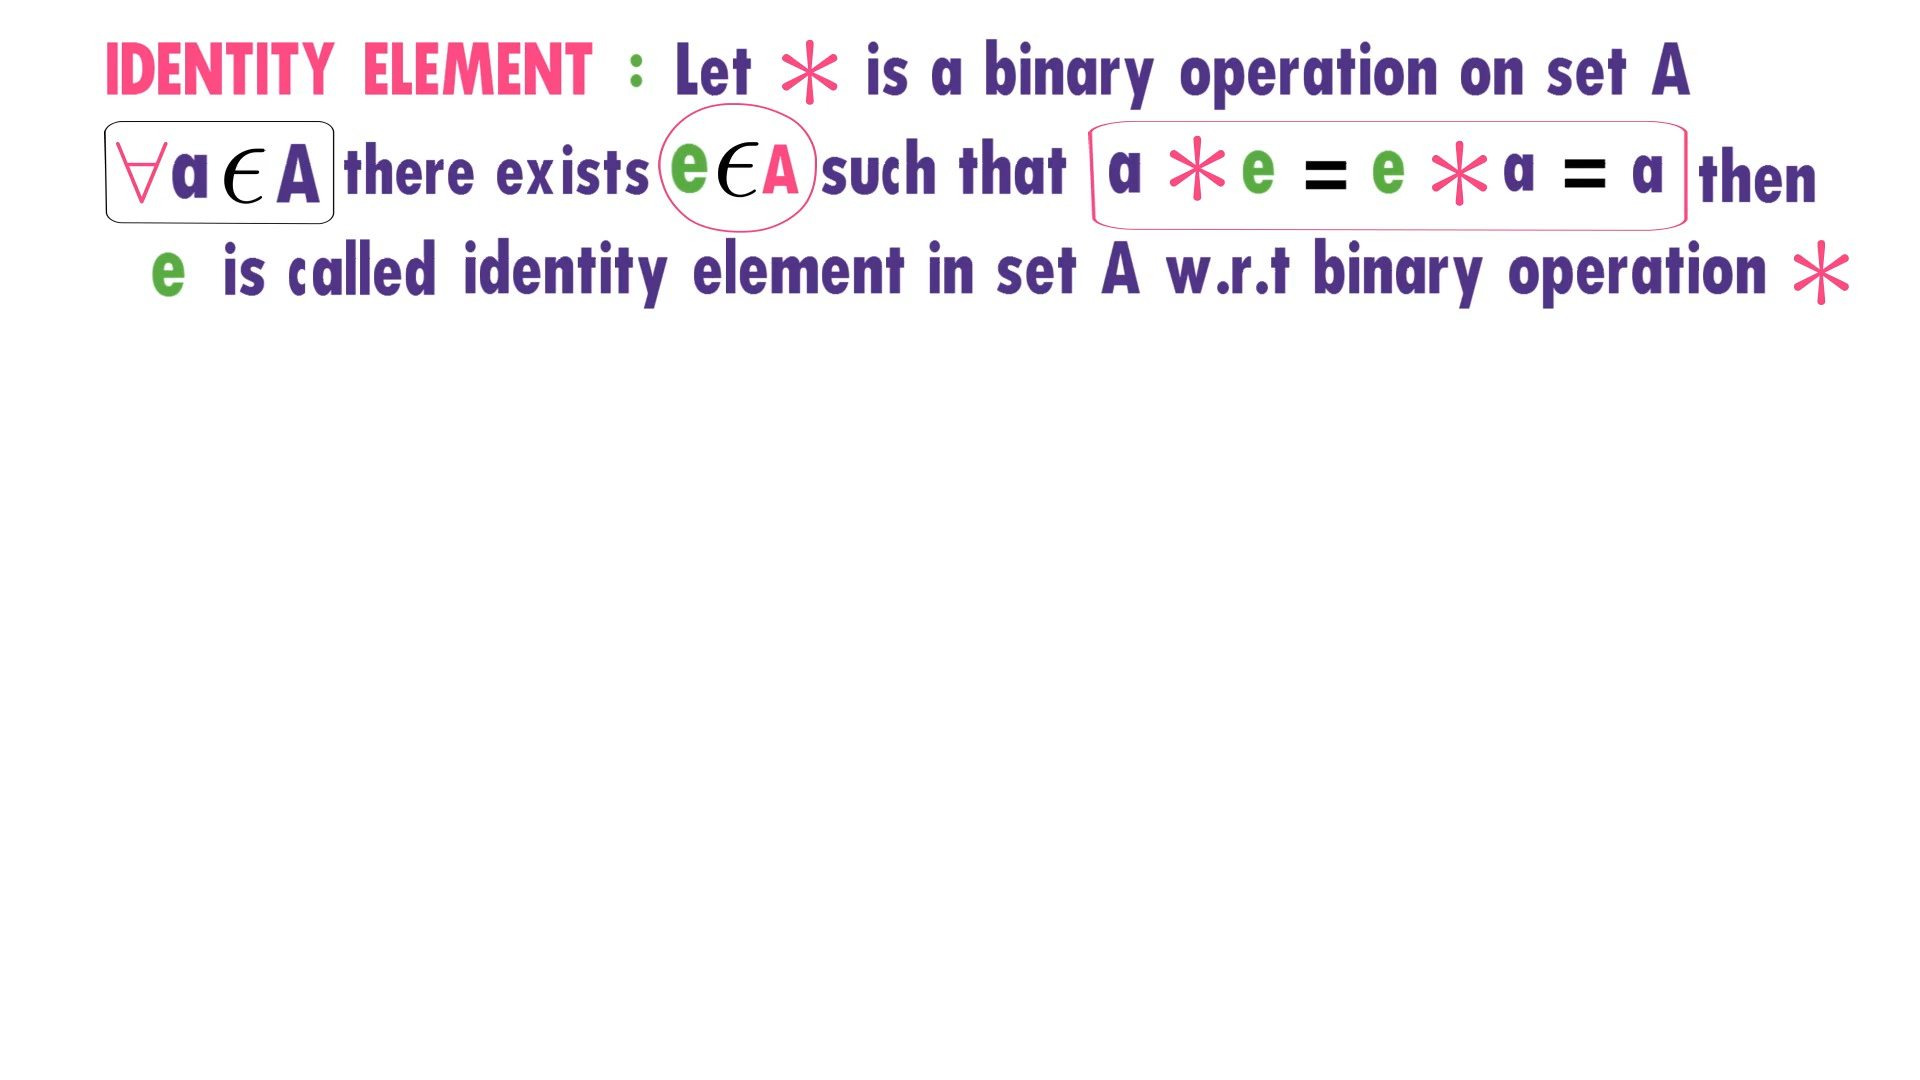 IDENTITY ELEMENT : Let * is a binary operation on set A
∀a ϵ A there exists e ϵ A such that a * e = e * a = a then
e is called identity element in set A w.r.t binary operation *